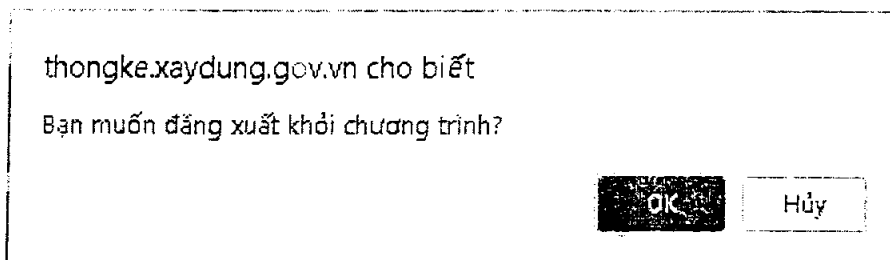 thongke.xaydung.gov.vn cho biết
Bạn muốn đăng xuất khỏi chương trình?
OK Hủy